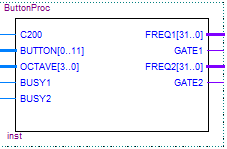 ButtonProc
C200 FREQ1[31..0]
BUTTON[0..11] GATE1
OCTAVE[3..0] FREQ2[31..0]
BUSY1 GATE2
BUSY2
inst